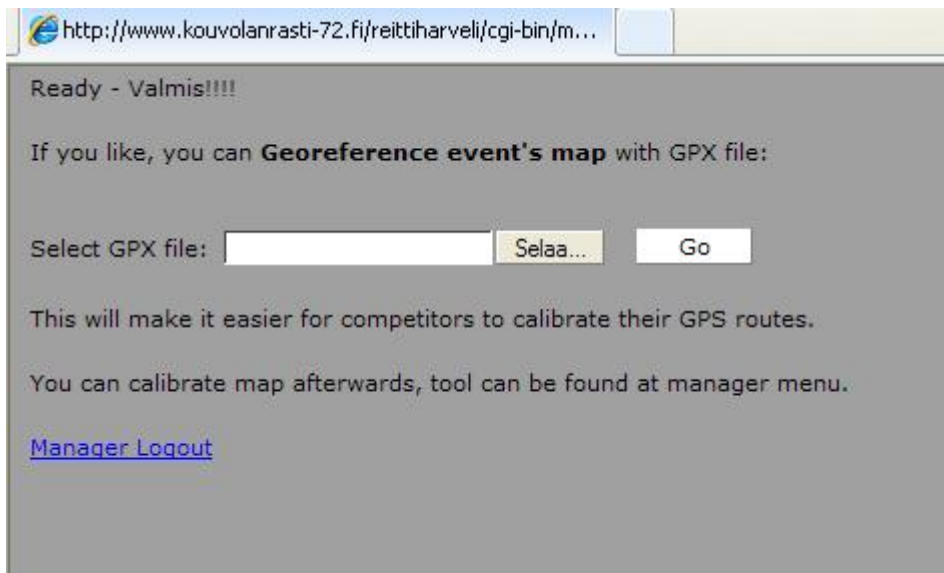 http://www.kouvolanrasti-72.fi/reittiharveli/cgi-bin/m...
Ready - Valmis!!!!
If you like, you can Georeference event's map with GPX file:
Select GPX file: Selaa... Go
This will make it easier for competitors to calibrate their GPS routes.
You can calibrate map afterwards, tool can be found at manager menu.
Manager Logout